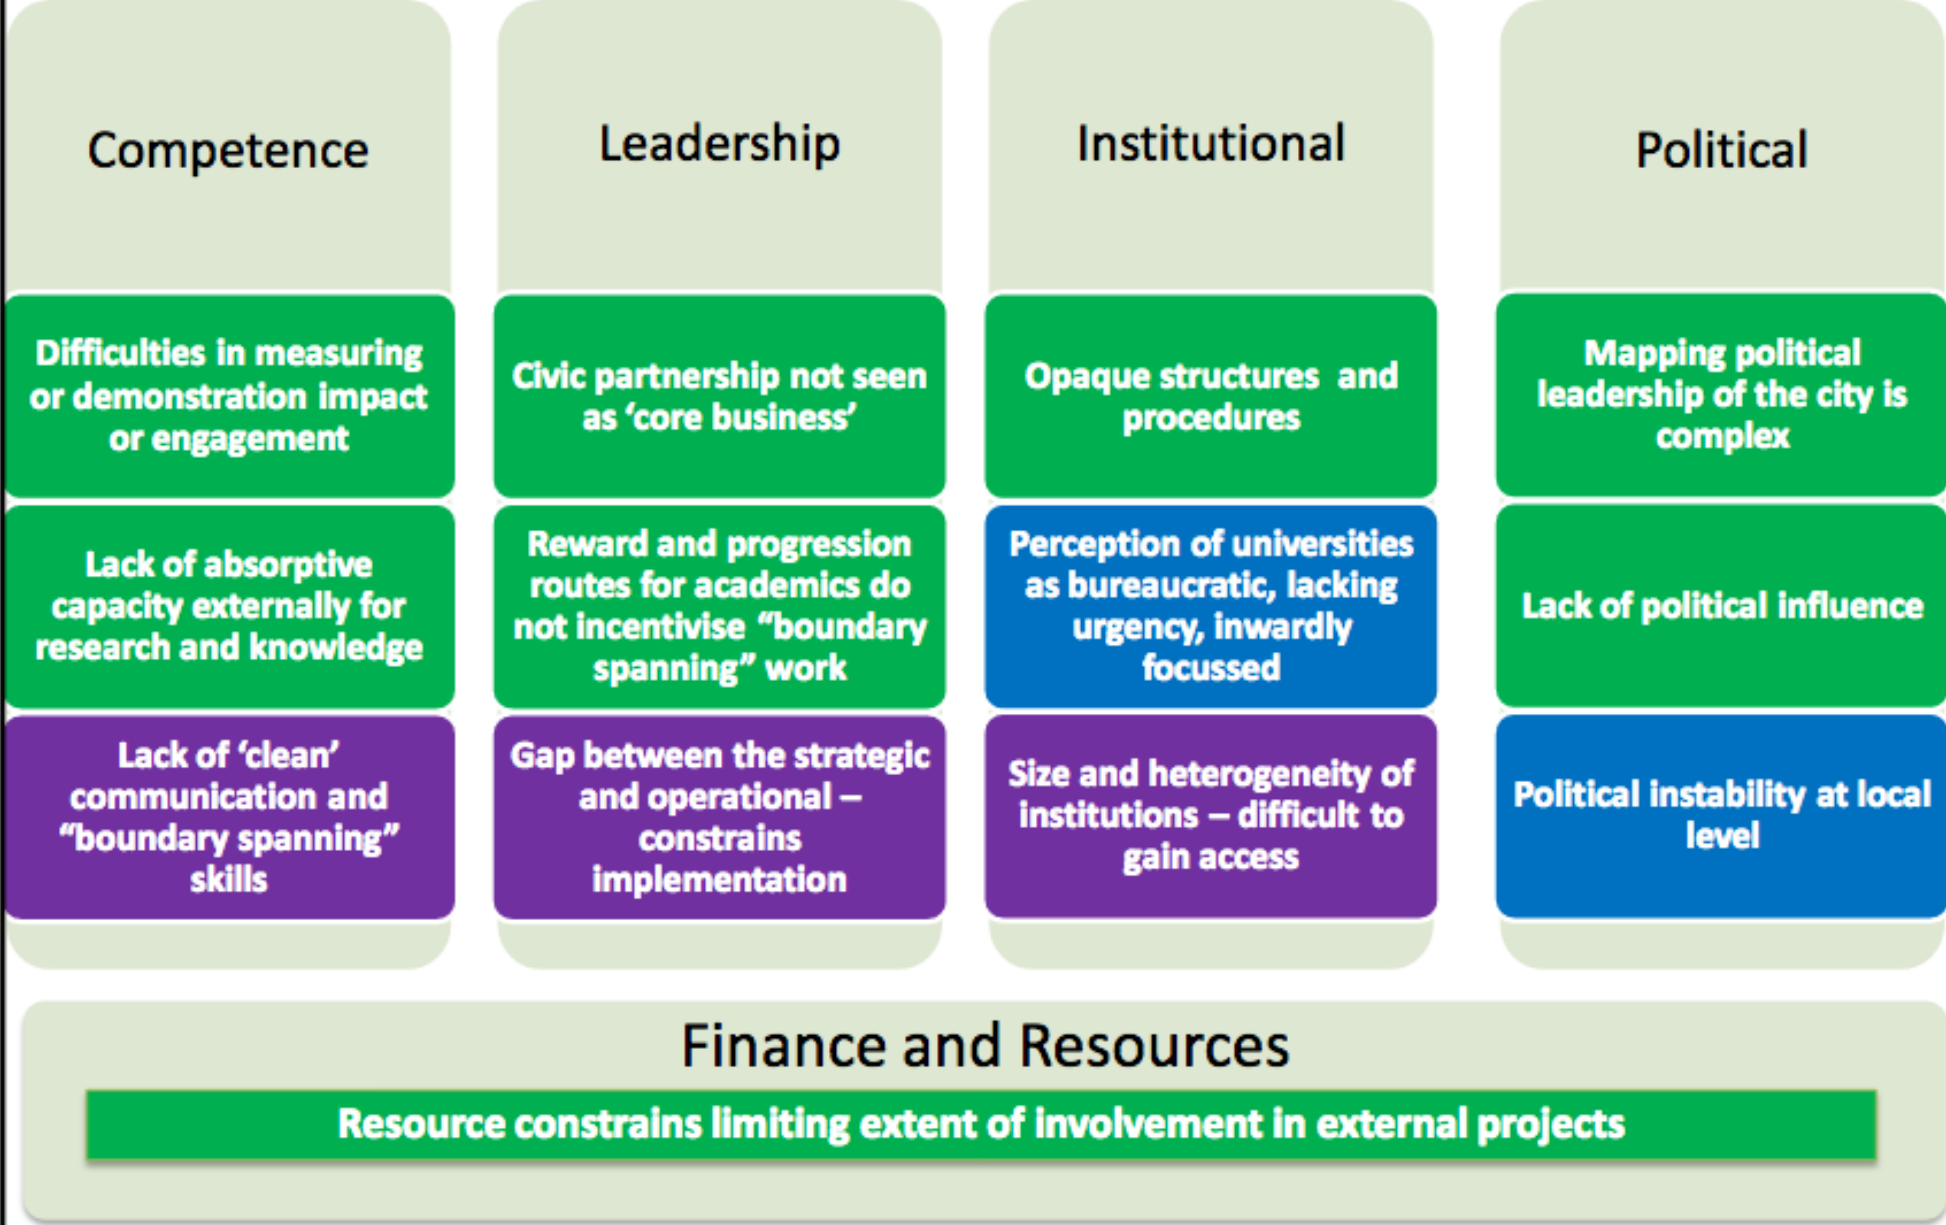 Competence
Difficulties in measuring
or demonstration impact
or engagement
Lack of absorptive
capacity externally for
research and knowledge
Lack of ‘clean’
communication and
“boundary spanning”
skills
Leadership
Civic partnership not seen
as ‘core business’
Reward and progression
routes for academics do
not incentivise “boundary
spanning” work
Gap between the strategic
and operational –
constrains
implementation
Institutional
Opaque structures and
procedures
Perception of universities
as bureaucratic, lacking
urgency, inwardly
focussed
Size and heterogeneity of
institutions – difficult to
gain access
Political
Mapping political
leadership of the city is
complex
Lack of political influence
Political instability at local
level
Finance and Resources
Resource constrains limiting extent of involvement in external projects